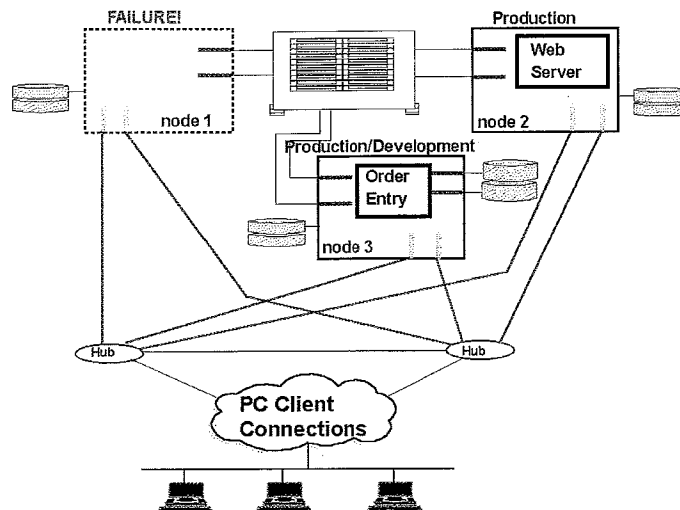 FAILURE!
Production
Web
Server
node 1
node 2
Production/Development
Order
Entry
node 3
Hub
Hub
PC Client
Connections